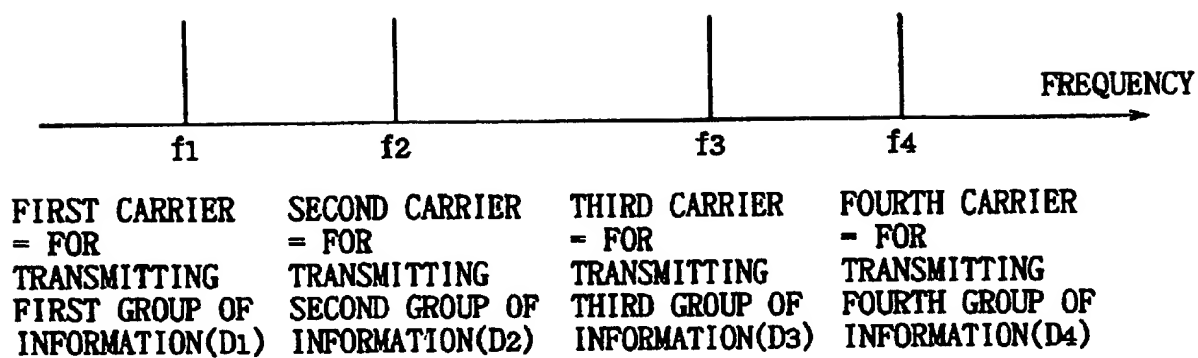 FREQUENCY
f1 f2 f3 f4
FIRST CARRIER
= FOR
TRANSMITTING
FIRST GROUP OF
INFORMATION(D1)
SECOND CARRIER
= FOR
TRANSMITTING
SECOND GROUP OF
INFORMATION(D2)
THIRD CARRIER
= FOR
TRANSMITTING
THIRD GROUP OF
INFORMATION(D3)
FOURTH CARRIER
= FOR
TRANSMITTING
FOURTH GROUP OF
INFORMATION(D4)